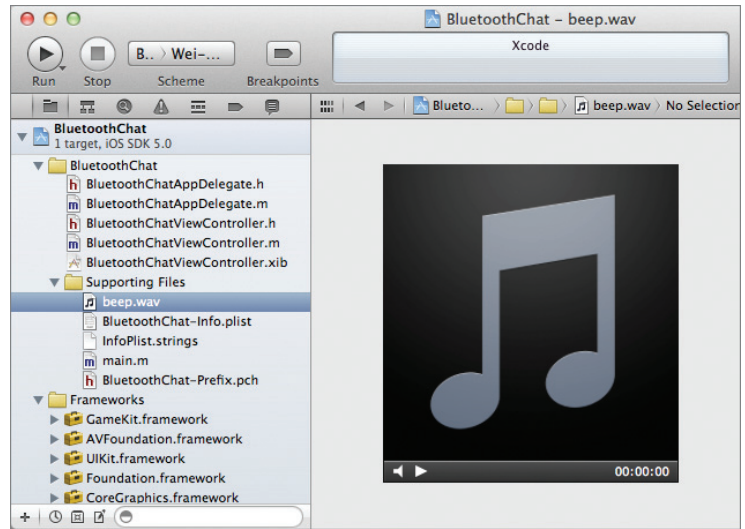 BluetoothChat – beep.wav
B.. Wei-...
Xcode
Run Stop Scheme Breakpoints
Blueto... beep.wav No Selection
BluetoothChat
1 target, iOS SDK 5.0
BluetoothChat
h BluetoothChatAppDelegate.h
m BluetoothChatAppDelegate.m
h BluetoothChatViewController.h
m BluetoothChatViewController.m
BluetoothChatViewController.xib
Supporting Files
beep.wav
BluetoothChat-Info.plist
InfoPlist.strings
m main.m
h BluetoothChat-Prefix.pch
Frameworks
GameKit.framework
AVFoundation.framework
UIKit.framework
Foundation.framework
CoreGraphics.framework
00:00:00